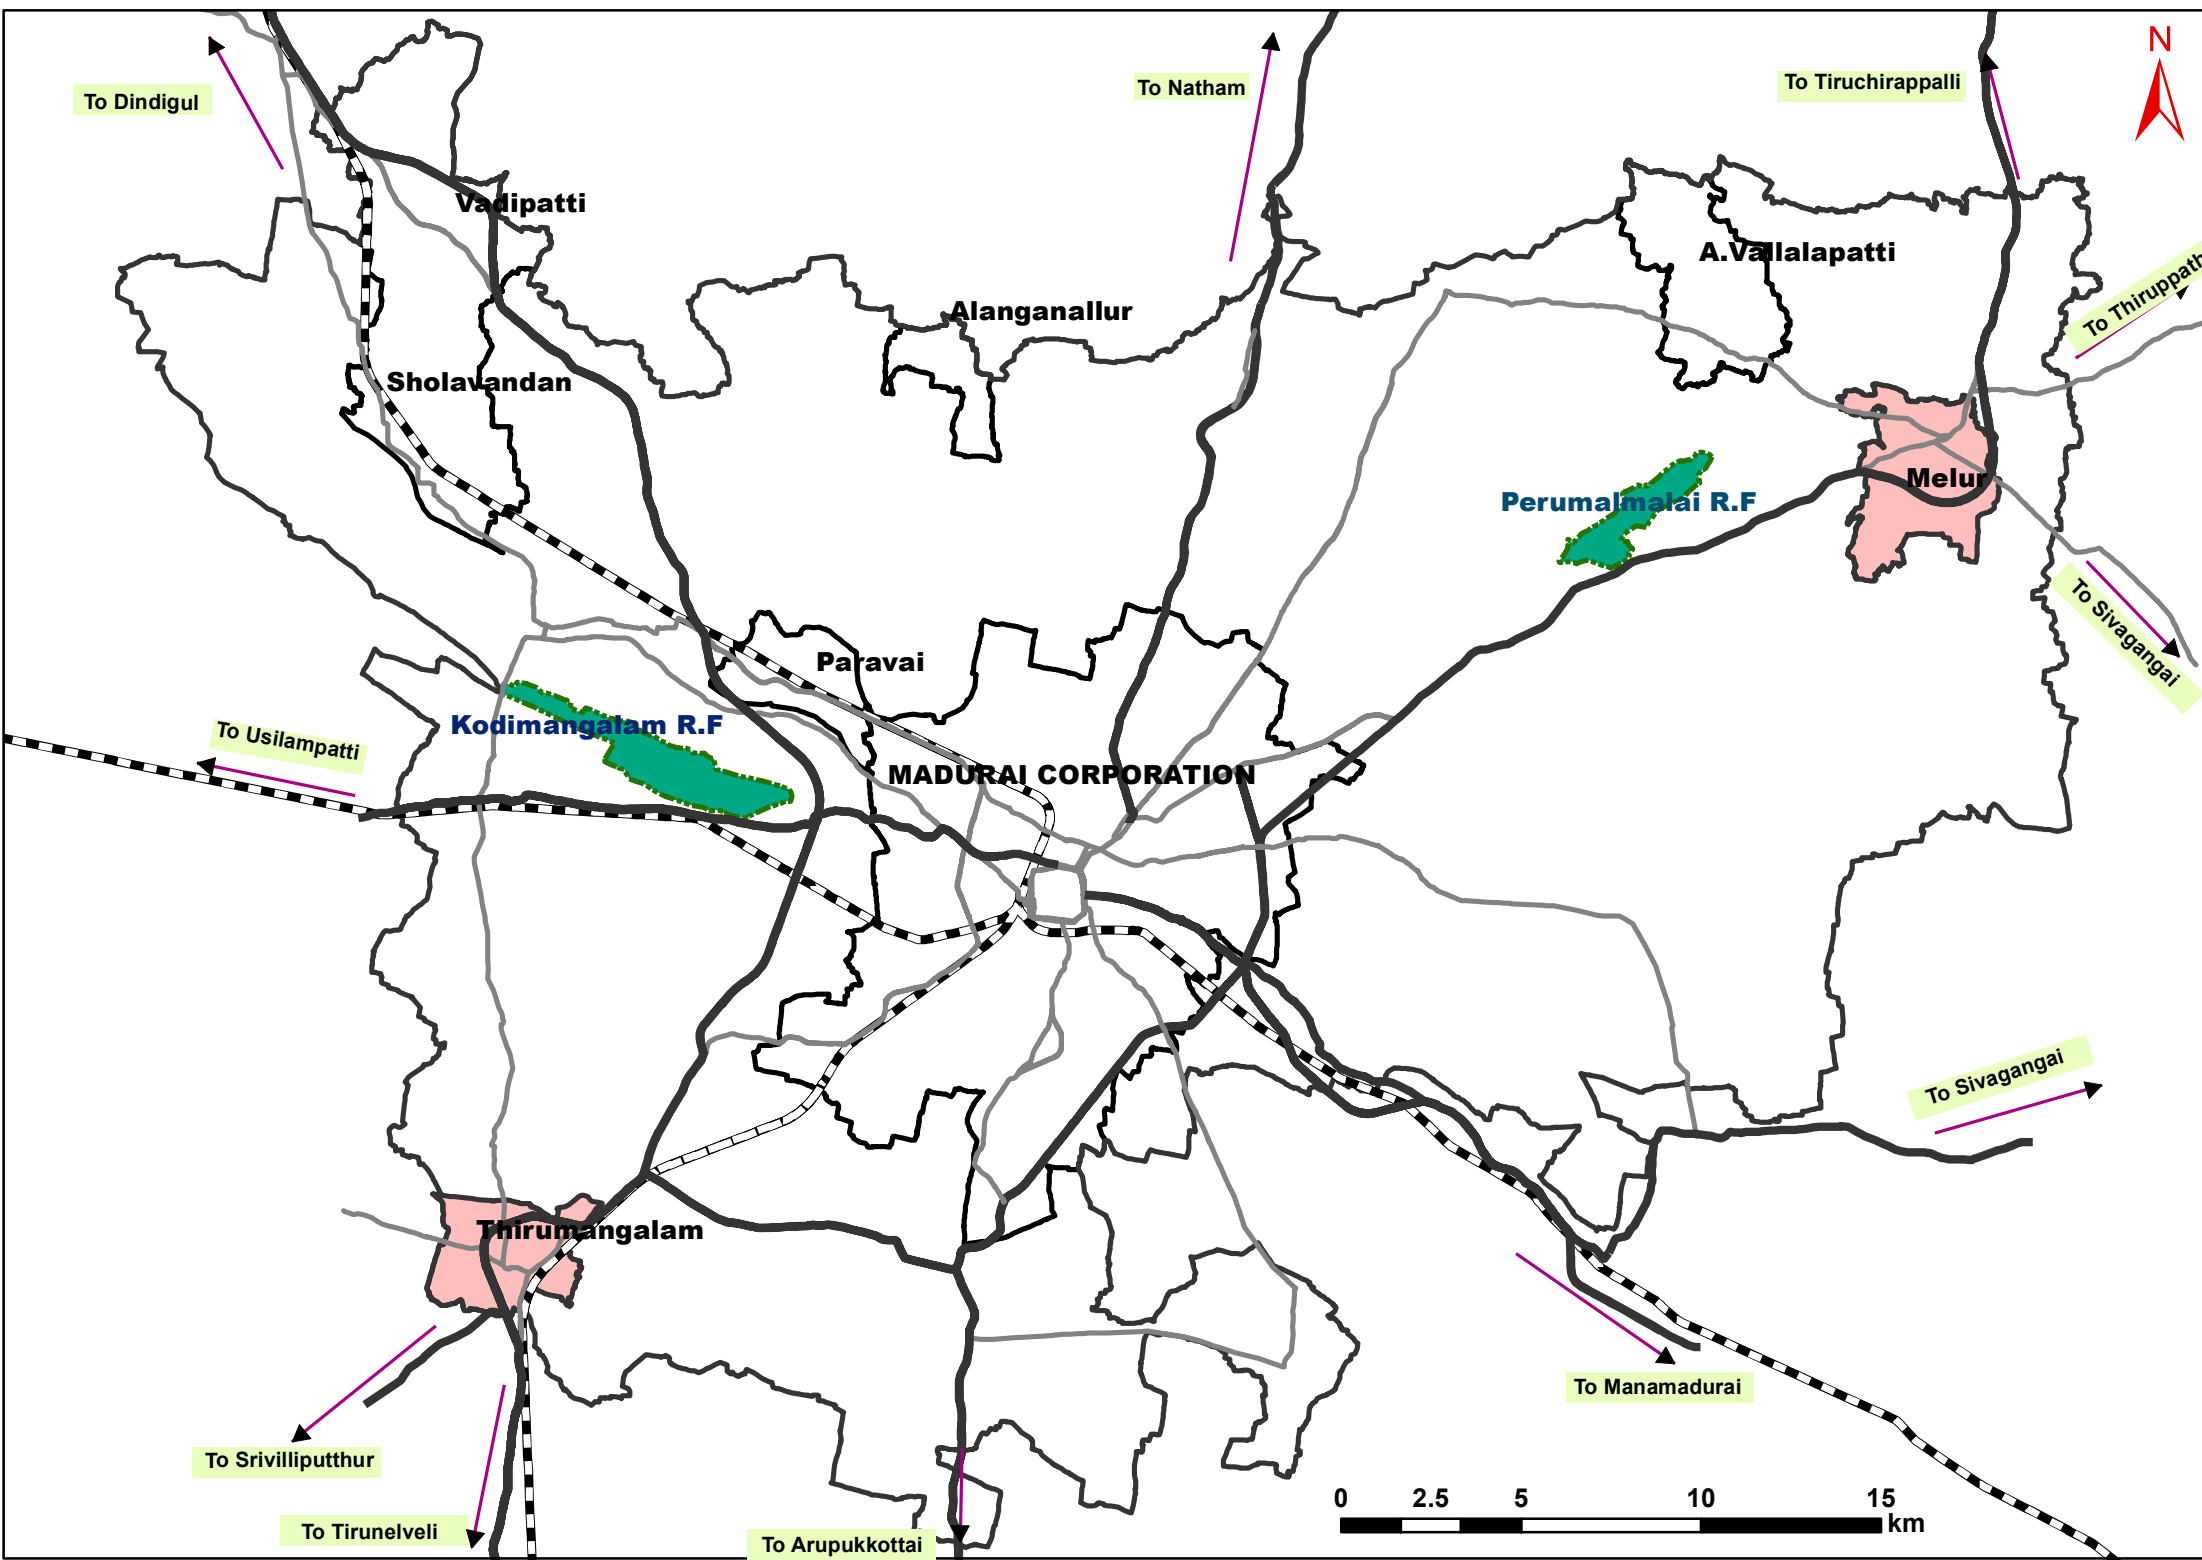 N
To Dindigul
To Natham
To Tiruchirappalli
Vadipatti
A.Vallalapatti
To Thiruppath
Alanganallur
Sholavandan
Melur
Perumalmalai R.F
To Sivagangai
Paravai
Kodimangalam R.F
To Usilampatti
MADURAI CORPORATION
To Sivagangai
Thirumangalam
To Manamadurai
To Srivilliputthur
To Tirunelveli
To Arupukkottai
0 2.5 5 10 15
km